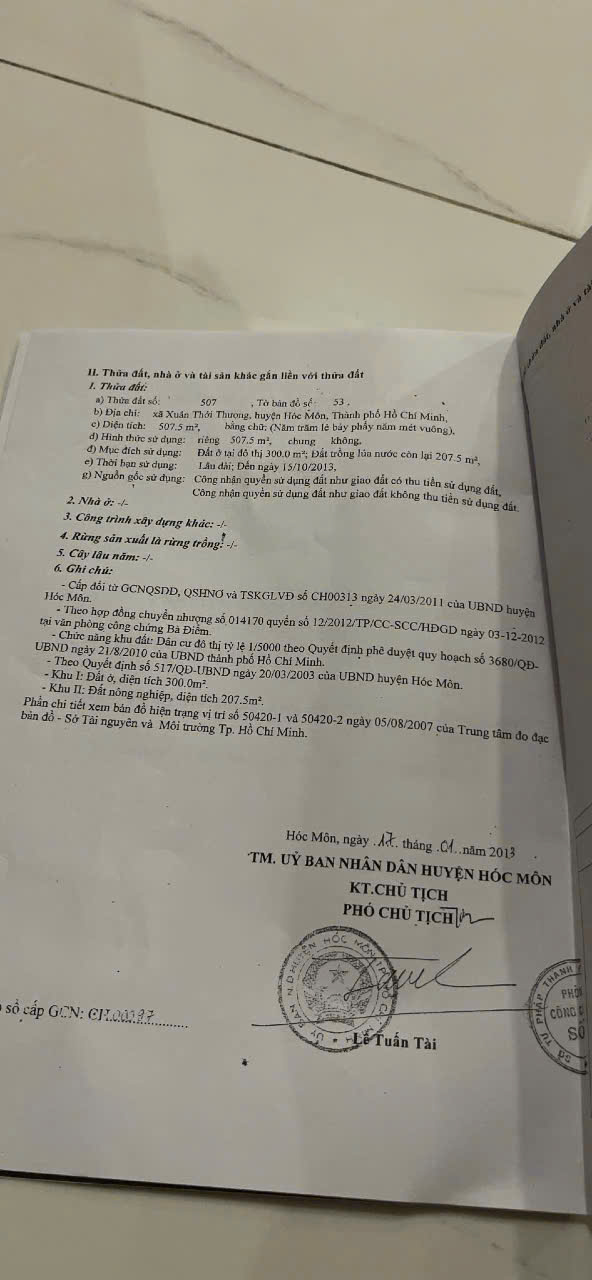 II. Thửa đất, nhà ở và tài sản khác gắn liền với thửa đất
1. Thửa đất:
a) Thửa đất số: 507 , Tờ bản đồ số: 53 .
b) Địa chỉ: xã Xuân Thới Thượng, huyện Hóc Môn, Thành phố Hồ Chí Minh,
c) Diện tích: 507.5 m², bằng chữ: (Năm trăm lẻ bảy phẩy năm mét vuông),
d) Hình thức sử dụng: riêng 507.5 m², chung không,
đ) Mục đích sử dụng: Đất ở tại đô thị 300.0 m²; Đất trồng lúa nước còn lại 207.5 m²,
e) Thời hạn sử dụng: Lâu dài; Đến ngày 15/10/2013,
g) Nguồn gốc sử dụng: Công nhận quyền sử dụng đất như giao đất có thu tiền sử dụng đất,
Công nhận quyền sử dụng đất như giao đất không thu tiền sử dụng đất.
2. Nhà ở: -/-
3. Công trình xây dựng khác: -/-
4. Rừng sản xuất là rừng trồng: -/-
5. Cây lâu năm: -/-
6. Ghi chú:
- Cấp đổi từ GCNQSDĐ, QSHNƠ và TSKGLVĐ số CH00313 ngày 24/03/2011 của UBND huyện
Hóc Môn.
- Theo hợp đồng chuyển nhượng số 014170 quyển số 12/2012/TP/CC-SCC/HĐGD ngày 03-12-2012
tại văn phòng công chứng Bà Điểm.
- Chức năng khu đất: Dân cư đô thị tỷ lệ 1/5000 theo Quyết định phê duyệt quy hoạch số 3680/QĐ-
UBND ngày 21/8/2010 của UBND thành phố Hồ Chí Minh.
- Theo Quyết định số 517/QĐ-UBND ngày 20/03/2003 của UBND huyện Hóc Môn.
- Khu I: Đất ở, diện tích 300.0m².
- Khu II: Đất nông nghiệp, diện tích 207.5m².
Phần chi tiết xem bản đồ hiện trạng vị trí số 50420-1 và 50420-2 ngày 05/08/2007 của Trung tâm đo đạc
bản đồ - Sở Tài nguyên và Môi trường Tp. Hồ Chí Minh.
Hóc Môn, ngày .17. tháng .01..năm 2013
TM. UỶ BAN NHÂN DÂN HUYỆN HÓC MÔN
KT.CHỦ TỊCH
PHÓ CHỦ TỊCH
số cấp GCN: CH.00197
Lê Tuấn Tài